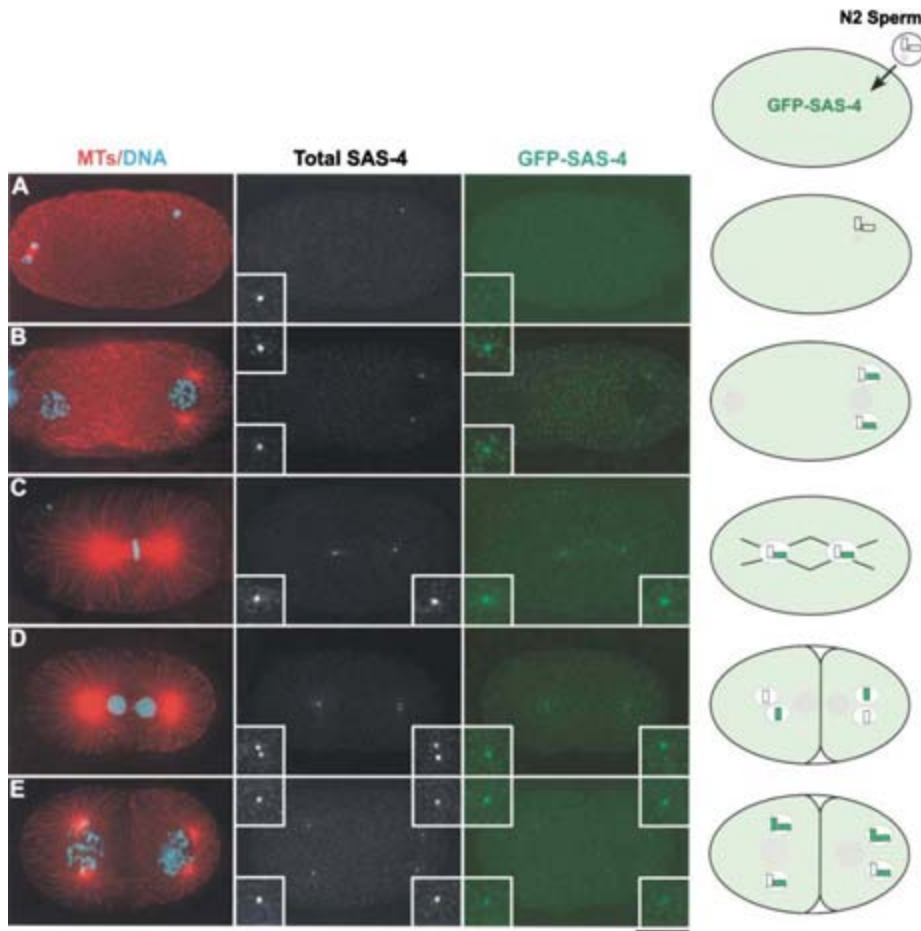 N2 Sperm
GFP-SAS-4
MTs/DNA
Total SAS-4
GFP-SAS-4
A
B
C
D
E